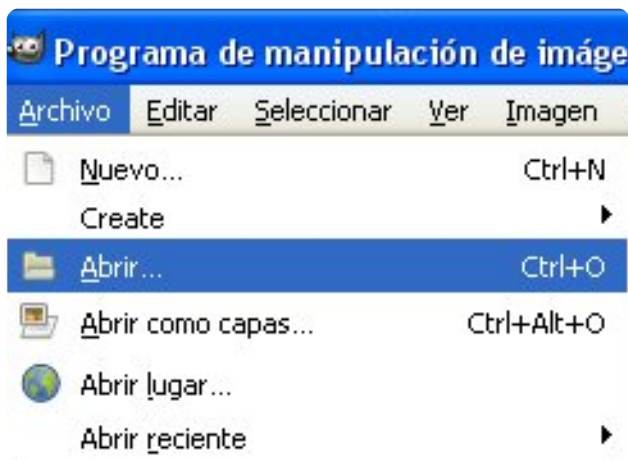 Programa de manipulación de imáge
Archivo Editar Seleccionar Ver Imagen
Nuevo... Ctrl+N
Create
Abrir... Ctrl+O
Abrir como capas... Ctrl+Alt+O
Abrir lugar...
Abrir reciente